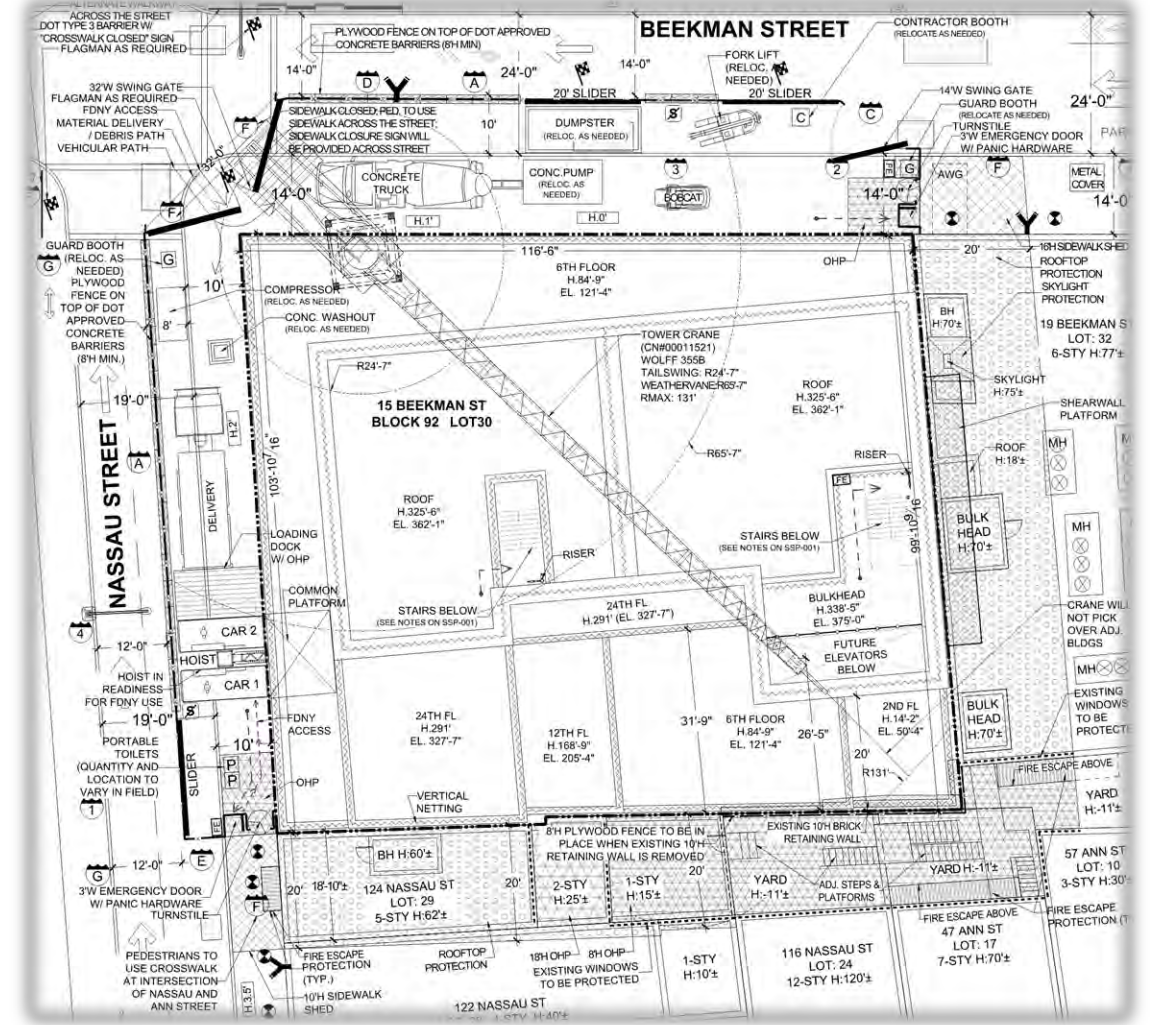 ACROSS THE STREET
DOT TYPE 3 BARRIER W/
"CROSSWALK CLOSED" SIGN
FLAGMAN AS REQUIRED
PLYWOOD FENCE ON TOP OF DOT APPROVED
CONCRETE BARRIERS (8'H MIN)
BEEKMAN STREET
CONTRACTOR BOOTH
(RELOCATE AS NEEDED)
14'-0"
24'-0"
14'-0"
FORK LIFT
(RELOC. AS
NEEDED)
32'W SWING GATE
FLAGMAN AS REQUIRED
FDNY ACCESS
MATERIAL DELIVERY
/ DEBRIS PATH
VEHICULAR PATH
D
A
20' SLIDER
20' SLIDER
14'W SWING GATE
GUARD BOOTH
(RELOCATE AS NEEDED)
TURNSTILE
3'W EMERGENCY DOOR
W/ PANIC HARDWARE
24'-0"
F
SIDEWALK CLOSED; PED. TO USE
SIDEWALK ACROSS THE STREET;
SIDEWALK CLOSURE SIGN WILL
BE PROVIDED ACROSS STREET
10'
DUMPSTER
(RELOC. AS NEEDED)
S
C
C
32'-0"
14'-0"
CONCRETE
TRUCK
CONC.PUMP
(RELOC. AS
NEEDED)
3
BOBCAT
2
FE
G
F
AWG
METAL
COVER
14'-0"
14'-0"
F
H.1'
H.0'
GUARD BOOTH
(RELOC. AS
NEEDED)
G
G
PLYWOOD
FENCE ON
TOP OF DOT
APPROVED
CONCRETE
BARRIERS
(8'H MIN.)
10'
8'
COMPRESSOR
(RELOC. AS NEEDED)
CONC. WASHOUT
(RELOC. AS NEEDED)
116'-6"
6TH FLOOR
H.84'-9"
EL. 121'-4"
OHP
20'
16'H SIDEWALK SHED
ROOFTOP
PROTECTION
SKYLIGHT
PROTECTION
BH
H:70'±
19 BEEKMAN S
LOT: 32
6-STY H:77'±
R24'-7"
TOWER CRANE
(CN#00011521)
WOLFF 355B
TAILSWING: R24'-7"
WEATHERVANE:R65'-7"
RMAX: 131'
ROOF
H.325'-6"
EL. 362'-1"
SKYLIGHT
H:75'±
15 BEEKMAN ST
BLOCK 92 LOT30
SHEARWALL
PLATFORM
19'-0"
H.2'
NASSAU STREET
A
R65'-7"
RISER
FE
ROOF
H:18'±
MH
ROOF
H.325'-6"
EL. 362'-1"
DELIVERY
LOADING
DOCK
W/ OHP
RISER
STAIRS BELOW
(SEE NOTES ON SSP-001)
BULK
HEAD
H:70'±
MH
COMMON
PLATFORM
STAIRS BELOW
(SEE NOTES ON SSP-001)
24TH FL
H.291' (EL. 327'-7")
BULKHEAD
H.338'-5"
EL. 375'-0"
CRANE WILL
NOT PICK
OVER ADJ.
BLDGS
4
12'-0"
CAR 2
HOIST
CAR 1
FUTURE
ELEVATORS
BELOW
MH
HOIST IN
READINESS
FOR FDNY USE
S
19'-0"
FDNY
ACCESS
24TH FL
H.291'
EL. 327'-7"
12TH FL
H.168'-9"
EL. 205'-4"
31'-9"
6TH FLOOR
H.84'-9"
EL. 121'-4"
26'-5"
2ND FL
H.14'-2"
EL. 50'-4"
BULK
HEAD
H:70'±
EXISTING
WINDOWS
TO BE
PROTECTE
PORTABLE
TOILETS
(QUANTITY AND
LOCATION TO
VARY IN FIELD)
10'
SLIDER
P
P
OHP
20'
R131'
FIRE ESCAPE ABOVE
YARD
H:-11'±
1
FE
VERTICAL
NETTING
8'H PLYWOOD FENCE TO BE IN
PLACE WHEN EXISTING 10'H
RETAINING WALL IS REMOVED
EXISTING 10'H BRICK
RETAINING WALL
12'-0"
E
G
BH H:60'±
3'W EMERGENCY DOOR
W/ PANIC HARDWARE
TURNSTILE
20'
18'-10"±
124 NASSAU ST
LOT: 29
5-STY H:62'±
20'
2-STY
H:25'±
1-STY
H:15'±
20'
YARD
H:-11'±
ADJ. STEPS &
PLATFORMS
YARD H:-11'±
57 ANN ST
LOT: 10
3-STY H:30'
F
FIRE ESCAPE ABOVE
47 ANN ST
LOT: 17
7-STY H:70'±
FIRE ESCAPE
PEDESTRIANS TO
USE CROSSWALK
AT INTERSECTION
OF NASSAU AND
ANN STREET
FIRE ESCAPE
PROTECTION
(TYP.)
ROOFTOP
PROTECTION
18'H OHP
8'H OHP
EXISTING WINDOWS
TO BE PROTECTED
1-STY
H:10'±
116 NASSAU ST
LOT: 24
12-STY H:120'±
H.3.5'
10'H SIDEWALK
SHED
122 NASSAU ST